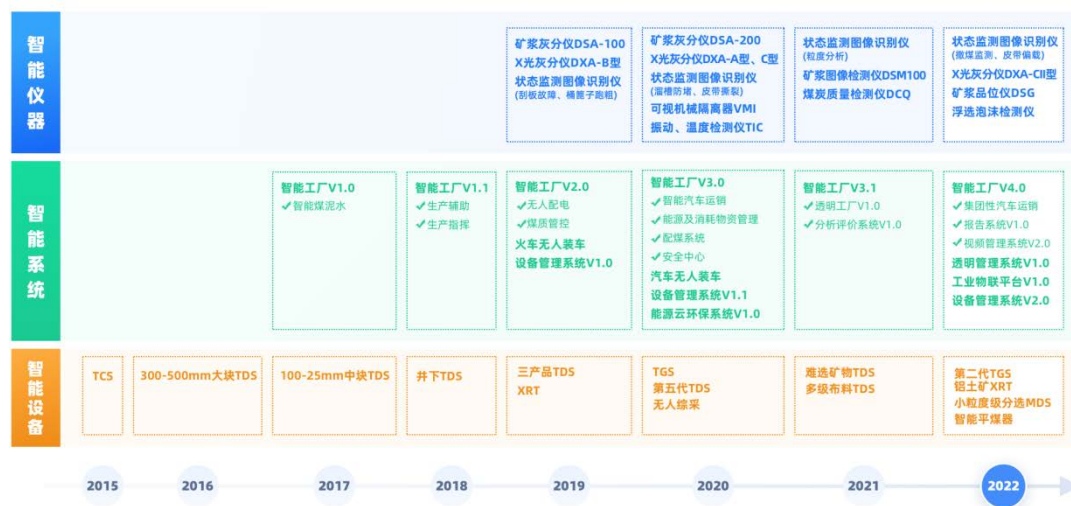 智能仪器
矿浆灰分仪DSA-100
X光灰分仪DXA-B型
状态监测图像识别仪
(刮板故障、桶篦子跑粗)
矿浆灰分仪DSA-200
X光灰分仪DXA-A型、C型
状态监测图像识别仪
(溜槽防堵、皮带撕裂)
可视机械隔离器VMI
振动、温度检测仪TIC
状态监测图像识别仪
(粒度分析)
矿浆图像检测仪DSM100
煤炭质量检测仪DCQ
状态监测图像识别仪
(撒煤监测、皮带偏载)
X光灰分仪DXA-CII型
矿浆品位仪DSG
浮选泡沫检测仪
智能系统
智能工厂V1.0
✓智能煤泥水
智能工厂V1.1
✓生产辅助
✓生产指挥
智能工厂V2.0
✓无人配电
✓煤质管控
火车无人装车
设备管理系统V1.0
智能工厂V3.0
✓智能汽车运销
✓能源及消耗物资管理
✓配煤系统
✓安全中心
汽车无人装车
设备管理系统V1.1
能源云环保系统V1.0
智能工厂V3.1
✓透明工厂V1.0
✓分析评价系统V1.0
智能工厂V4.0
✓集团性汽车运销
✓报告系统V1.0
✓视频管理系统V2.0
透明管理系统V1.0
工业物联平台V1.0
设备管理系统V2.0
智能设备
TCS
300-500mm大块TDS
100-25mm中块TDS
井下TDS
三产品TDS
XRT
TGS
第五代TDS
无人综采
难选矿物TDS
多级布料TDS
第二代TGS
铝土矿XRT
小粒度级分选MDS
智能平煤器
2015
2016
2017
2018
2019
2020
2021
2022